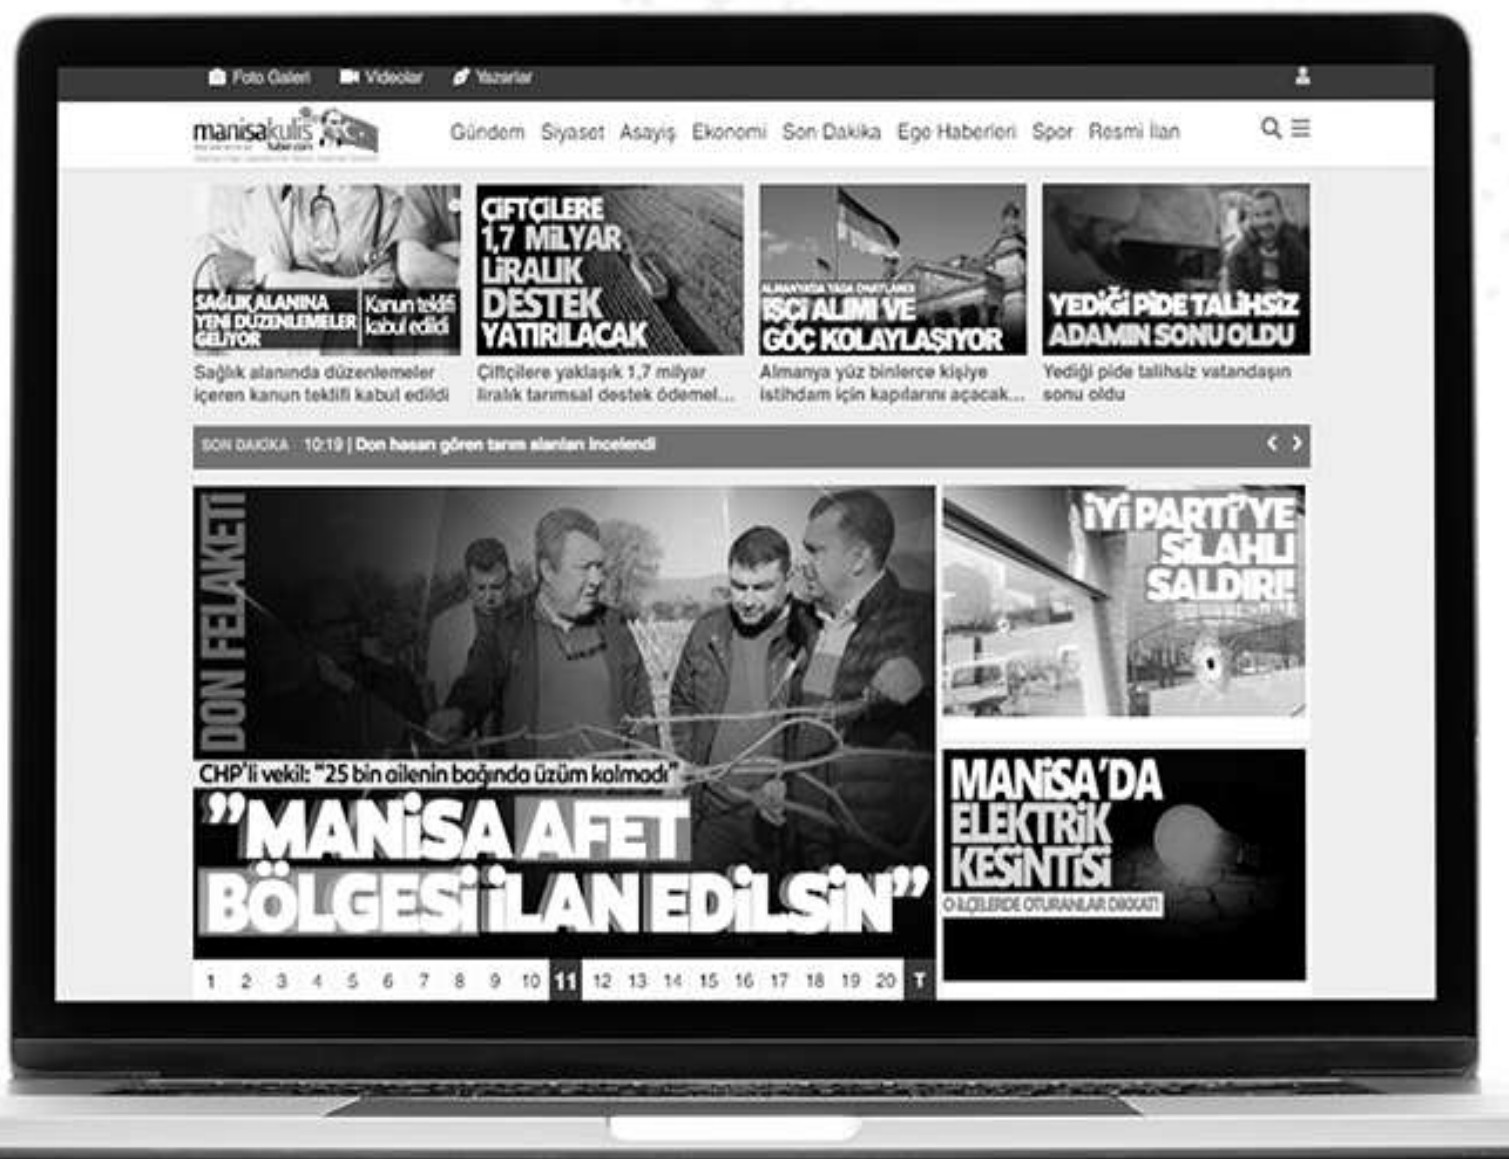 Foto Galeri Videolar Yazarlar
manisakulis
haber.com
Gündem Siyaset Asayiş Ekonomi Son Dakika Ege Haberleri Spor Resmi İlan
SAĞLIK ALANINA
YENİ DÜZENLEMELER
GELİYOR
Kanun teklifi
kabul edildi
Sağlık alanında düzenlemeler
içeren kanun teklifi kabul edildi
ÇİFTÇİLERE
1,7 MİLYAR
LİRALIK
DESTEK
YATIRILACAK
Çiftçilere yaklaşık 1,7 milyar
liralık tarımsal destek ödemel...
ALMANYADA YASA ONAYLANDI
İŞÇİ ALIMI VE
GÖÇ KOLAYLAŞIYOR
Almanya yüz binlerce kişiye
istihdam için kapılarını açacak...
YEDİĞİ PİDE TALİHSİZ
ADAMIN SONU OLDU
Yediği pide talihsiz vatandaşın
sonu oldu
SON DAKİKA 10:19 | Don hasarı gören tarım alanları incelendi
DON FELAKETİ
CHP'li vekil: "25 bin ailenin bağında üzüm kalmadı"
"MANİSA AFET
BÖLGESİ İLAN EDİLSİN"
1 2 3 4 5 6 7 8 9 10 11 12 13 14 15 16 17 18 19 20 T
İYİ PARTİ'YE
SİLAHLI
SALDIRI!
MANİSA'DA
ELEKTRİK
KESİNTİSİ
O İLÇELERDE OTURANLAR DİKKAT!